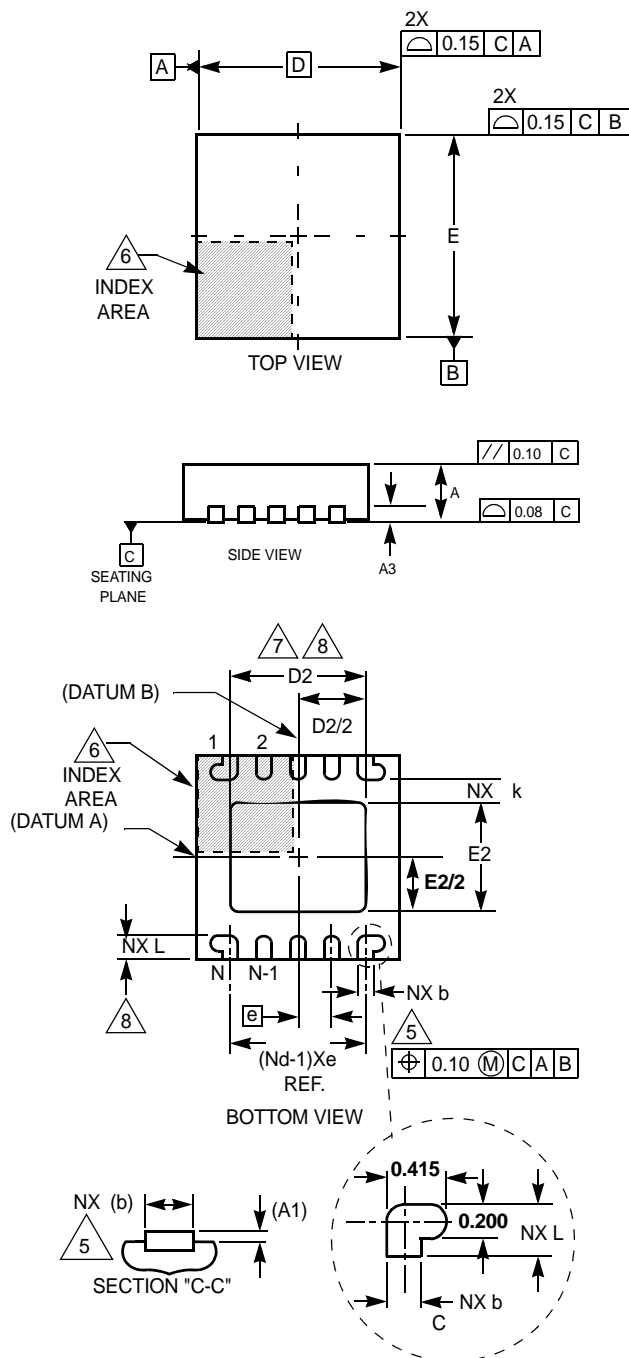 2X
⌓ 0.15 C A
A
D
2X
⌓ 0.15 C B
E
6
INDEX
AREA
TOP VIEW
B
// 0.10 C
A
⌓ 0.08 C
C
SEATING
PLANE
SIDE VIEW
A3
7 8
D2
(DATUM B)
D2/2
6
INDEX
AREA
1 2
(DATUM A)
NX k
E2
E2/2
NX L
N N-1
8
NX b
e
5
(Nd-1)Xe
REF.
⌖ 0.10 Ⓜ C A B
BOTTOM VIEW
NX (b)
(A1)
5
SECTION "C-C"
0.415
0.200
NX L
NX b
C